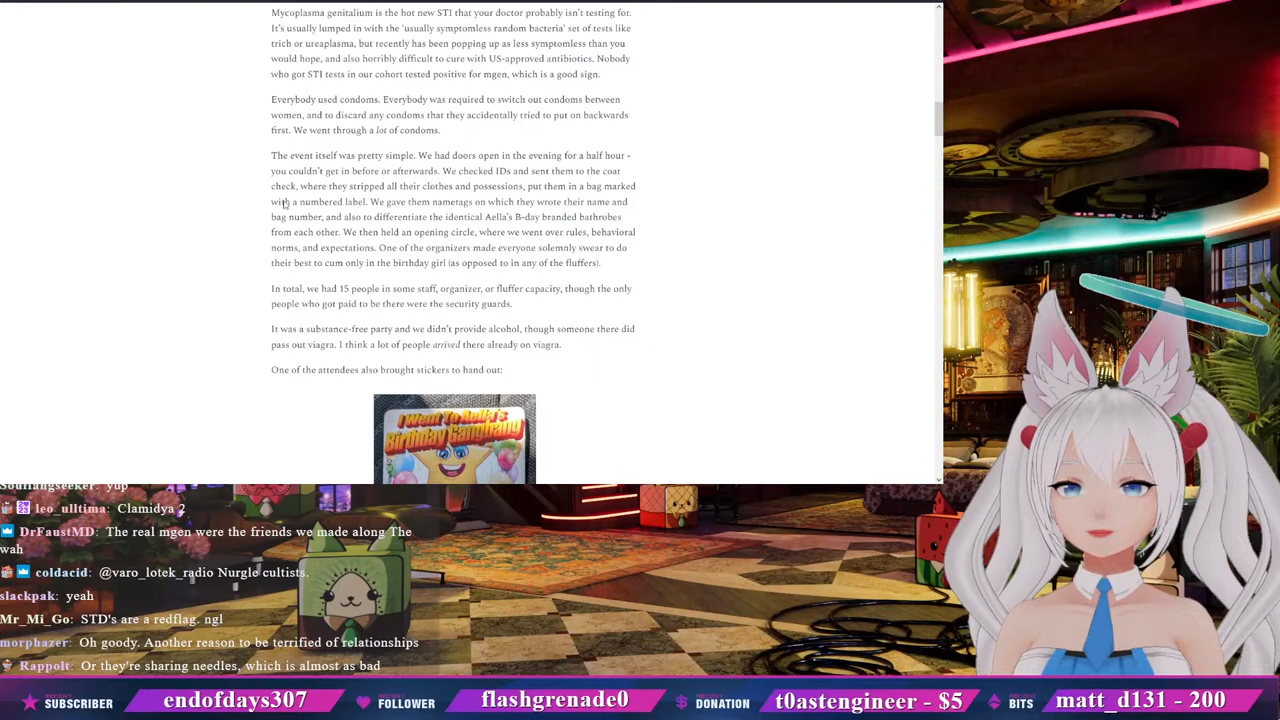 Mycoplasma genitalium is the hot new STI that your doctor probably isn't testing for.
It's usually lumped in with the 'usually symptomless random bacteria' set of tests like
trich or ureaplasma, but recently has been popping up as less symptomless than you
would hope, and also horribly difficult to cure with US-approved antibiotics. Nobody
who got STI tests in our cohort tested positive for mgen, which is a good sign.
Everybody used condoms. Everybody was required to switch out condoms between
women, and to discard any condoms that they accidentally tried to put on backwards
first. We went through a lot of condoms.
The event itself was pretty simple. We had doors open in the evening for a half hour -
you couldn't get in before or afterwards. We checked IDs and sent them to the coat
check, where they stripped all their clothes and possessions, put them in a bag marked
with a numbered label. We gave them nametags on which they wrote their name and
bag number, and also to differentiate the identical Aella's B-day branded bathrobes
from each other. We then held an opening circle, where we went over rules, behavioral
norms, and expectations. One of the organizers made everyone solemnly swear to do
their best to cum only in the birthday girl (as opposed to in any of the fluffers).
In total, we had 15 people in some staff, organizer, or fluffer capacity, though the only
people who got paid to be there were the security guards.
It was a substance-free party and we didn't provide alcohol, though someone there did
pass out viagra. I think a lot of people arrived there already on viagra.
One of the attendees also brought stickers to hand out:
I Went To Aella's
Birthday Gangbang
Soulfangseeker: yup
leo_ulltima: Clamidya 2
DrFaustMD: The real mgen were the friends we made along The
wah
coldacid: @varo_lotek_radio Nurgle cultists.
slackpak: yeah
Mr_Mi_Go: STD's are a redflag. ngl
morphazer: Oh goody. Another reason to be terrified of relationships
Rappolt: Or they're sharing needles, which is almost as bad
RECENT SUBSCRIBER endofdays307
RECENT FOLLOWER flashgrenade0
RECENT DONATION t0astengineer - $5
RECENT BITS matt_d131 - 200